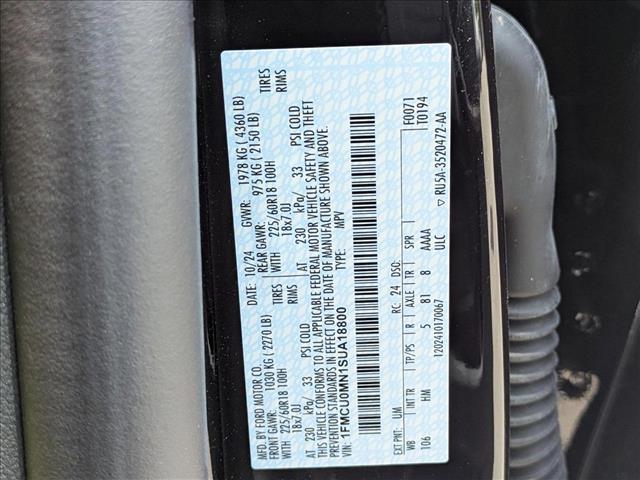 MFD. BY FORD MOTOR CO. 10/24 GVWR: 1978 KG ( 4360 LB)
FRONT GAWR: 1030 KG ( 2270 LB) REAR GAWR: 975 KG ( 2150 LB)
225/60R18 100H TIRES WITH 225/60R18 100H TIRES
18x7.0J RIMS 18x7.0J RIMS
AT 230 kPa/ 33 PSI COLD AT 230 kPa/ 33 PSI COLD
THIS VEHICLE CONFORMS TO ALL APPLICABLE FEDERAL MOTOR VEHICLE SAFETY AND THEFT
PREVENTION STANDARDS IN EFFECT ON THE DATE OF MANUFACTURE SHOWN ABOVE.
VIN: 1FMCU0MN1SUA18800 TYPE: MPV
F0071
T0194
EXT PNT: UM RC: 24 DSO:
WB INT TR TP/PS R AXLE TR SPR
106 HM 5 81 8 AAAA
1202410170067 ULC ▽ RU5A-3520472-AA